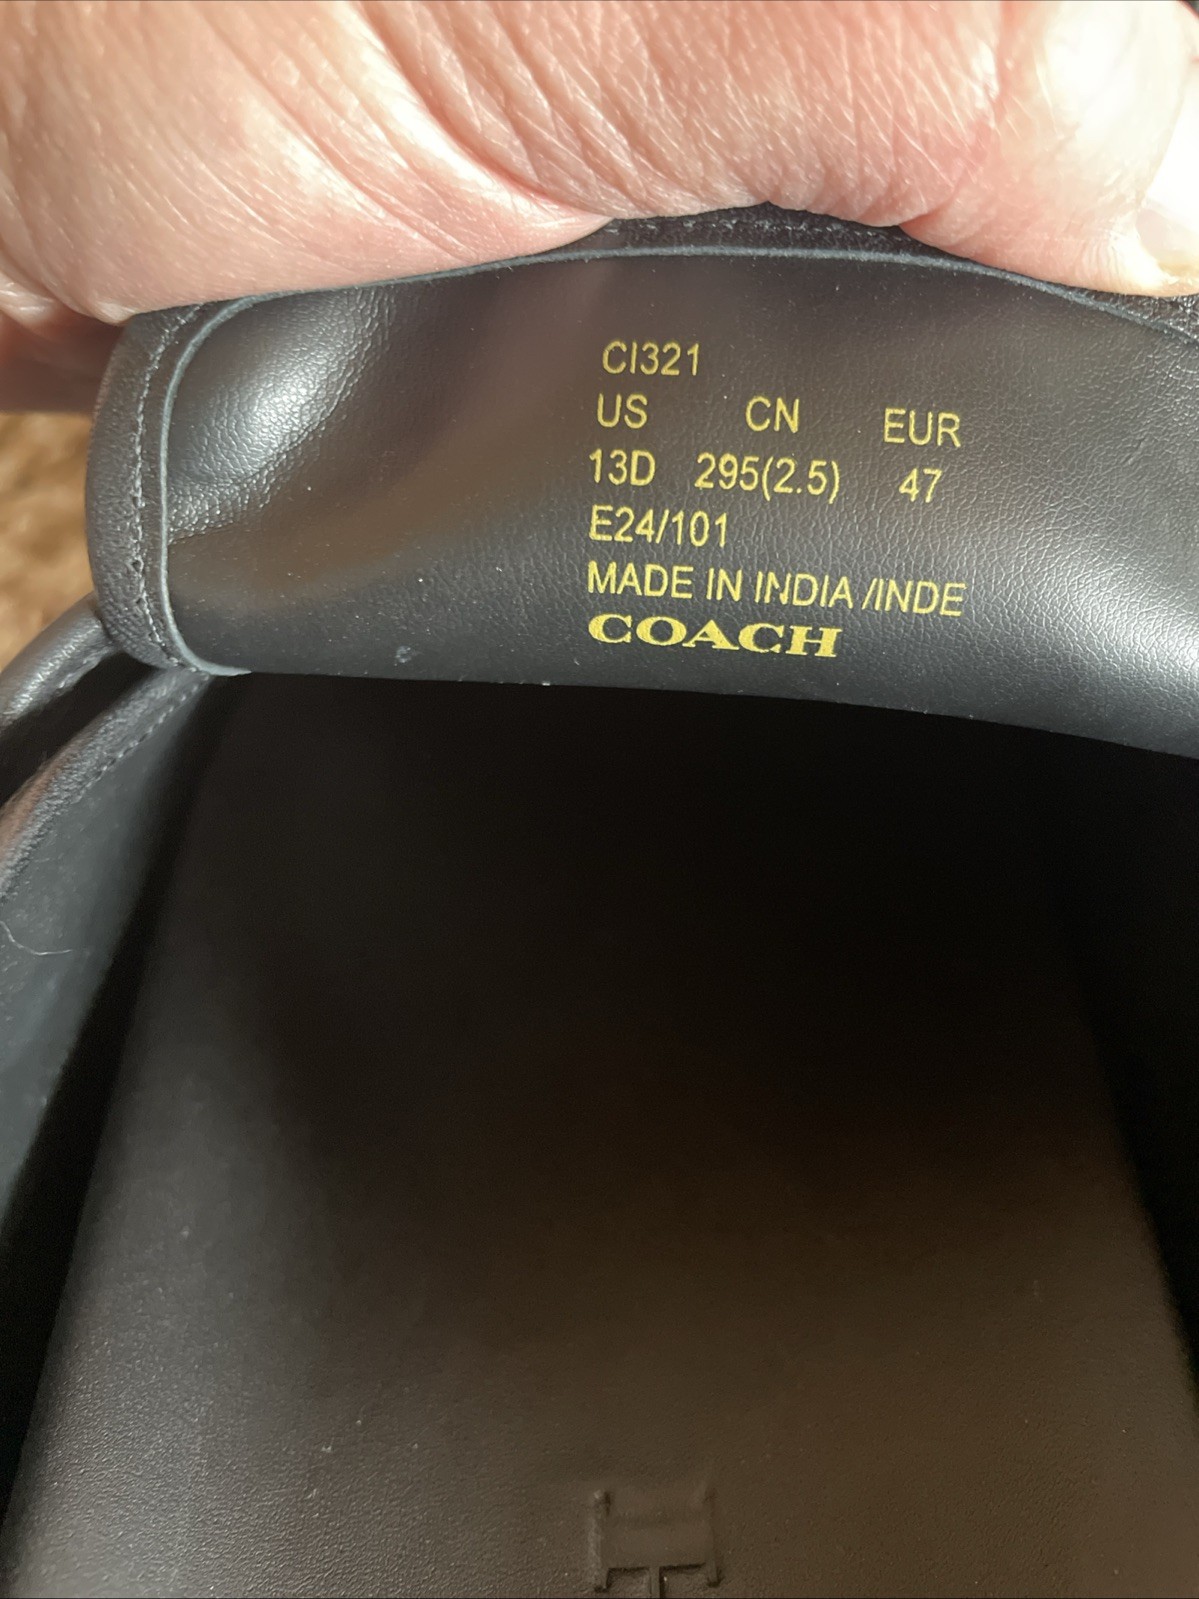 CI321
US CN EUR
13D 295(2.5) 47
E24/101
MADE IN INDIA /INDE
COACH